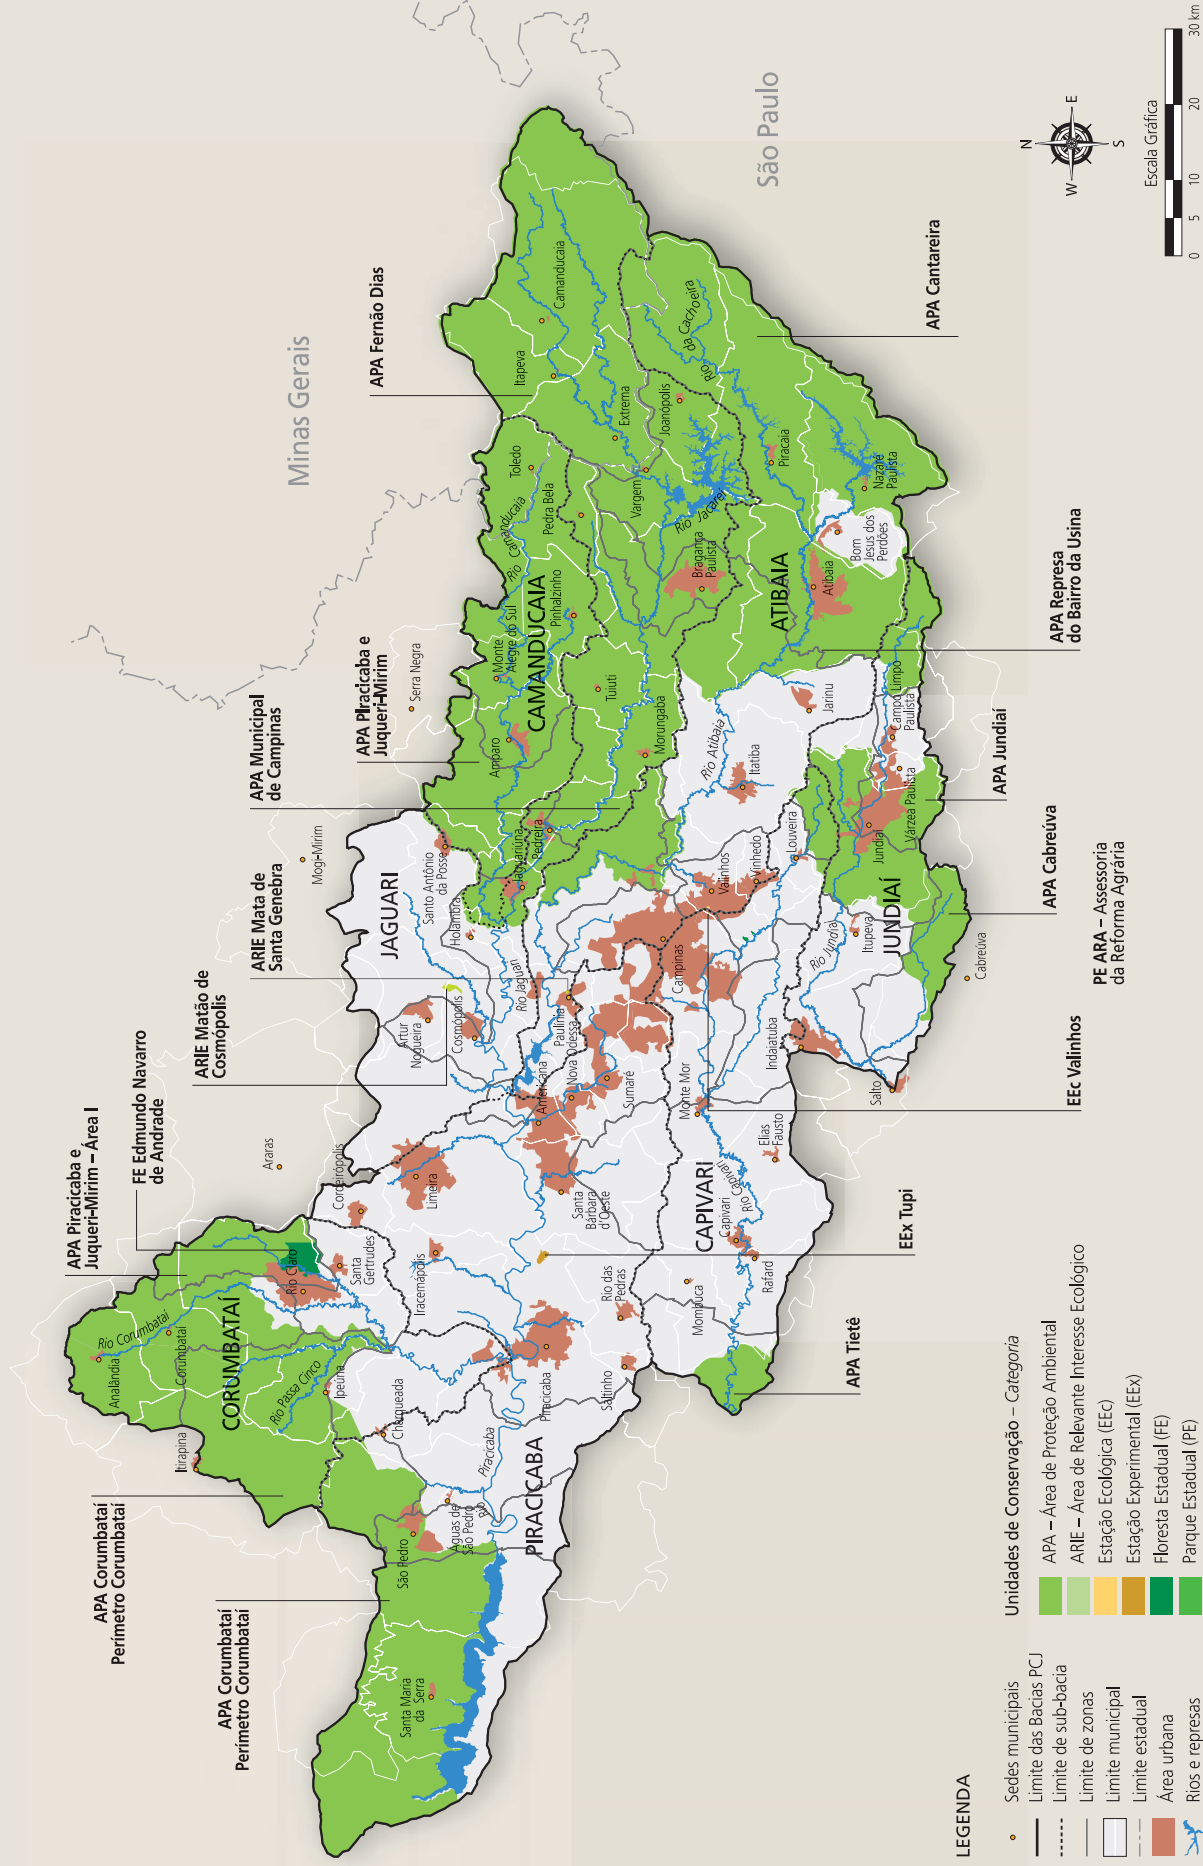 Minas Gerais
São Paulo
APA Corumbataí
Perímetro Corumbataí
APA Corumbataí
Perímetro Corumbataí
APA Piracicaba e
Juqueri-Mirim – Área I
FE Edmundo Navarro
de Andrade
ARIE Matão de
Cosmópolis
ARIE Mata de
Santa Genebra
APA Municipal
de Campinas
APA Piracicaba e
Juqueri-Mirim
APA Fernão Dias
APA Cantareira
APA Represa
do Bairro da Usina
APA Jundiaí
APA Cabreúva
PE ARA – Assessoria
da Reforma Agrária
EEc Valinhos
EEx Tupi
APA Tietê
CORUMBATAÍ
PIRACICABA
CAPIVARI
JAGUARI
CAMANDUCAIA
ATIBAIA
JUNDIAÍ
Analândia
Rio Corumbataí
Corumbataí
Itirapina
Rio Passa Cinco
Rio Claro
Santa
Gertrudes
Ipeúna
Charqueada
São Pedro
Águas de
São Pedro
Santa Maria
da Serra
Rio
Piracicaba
Piracicaba
Saltinho
Rio das
Pedras
Iracemápolis
Cordeirópolis
Araras
Limeira
Santa
Bárbara
d'Oeste
Americana
Nova Odessa
Sumaré
Paulínia
Cosmópolis
Artur
Nogueira
Holambra
Santo Antônio
da Posse
Mogi-Mirim
Rio Jaguari
Jaguariúna
Pedreira
Campinas
Valinhos
Vinhedo
Louveira
Monte Mor
Elias
Fausto
Indaiatuba
Salto
Capivari
Rio Capivari
Rafard
Mombuca
Rio Jundiaí
Itupeva
Cabreúva
Jundiaí
Várzea Paulista
Campo Limpo
Paulista
Jarinu
Itatiba
Rio Atibaia
Morungaba
Amparo
Serra Negra
Monte
Alegre do Sul
Tuiuti
Pinhalzinho
Rio Camanducaia
Pedra Bela
Toledo
Bragança
Paulista
Rio Jacareí
Vargem
Extrema
Joanópolis
Itapeva
Camanducaia
Rio da Cachoeira
Piracaia
Nazaré
Paulista
Bom
Jesus dos
Perdões
Atibaia
N
E
S
W
Escala Gráfica
0 5 10 20 30 km
LEGENDA
Sedes municipais
Limite das Bacias PCJ
Limite de sub-bacia
Limite de zonas
Limite municipal
Limite estadual
Área urbana
Rios e represas
Unidades de Conservação – Categoria
APA – Área de Proteção Ambiental
ARIE – Área de Relevante Interesse Ecológico
Estação Ecológica (EEc)
Estação Experimental (EEx)
Floresta Estadual (FE)
Parque Estadual (PE)